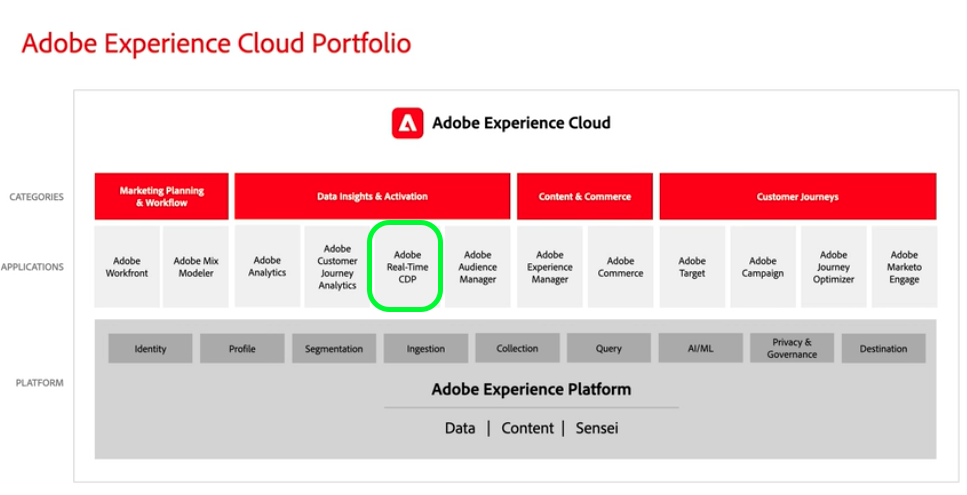 Adobe Experience Cloud Portfolio
Adobe Experience Cloud
CATEGORIES
Marketing Planning
& Workflow
Data Insights & Activation
Content & Commerce
Customer Journeys
APPLICATIONS
Adobe
Workfront
Adobe Mix
Modeler
Adobe
Analytics
Adobe
Customer
Journey
Analytics
Adobe
Real-Time
CDP
Adobe
Audience
Manager
Adobe
Experience
Manager
Adobe
Commerce
Adobe
Target
Adobe
Campaign
Adobe
Journey
Optimizer
Adobe
Marketo
Engage
PLATFORM
Identity
Profile
Segmentation
Ingestion
Collection
Query
AI/ML
Privacy &
Governance
Destination
Adobe Experience Platform
Data | Content | Sensei